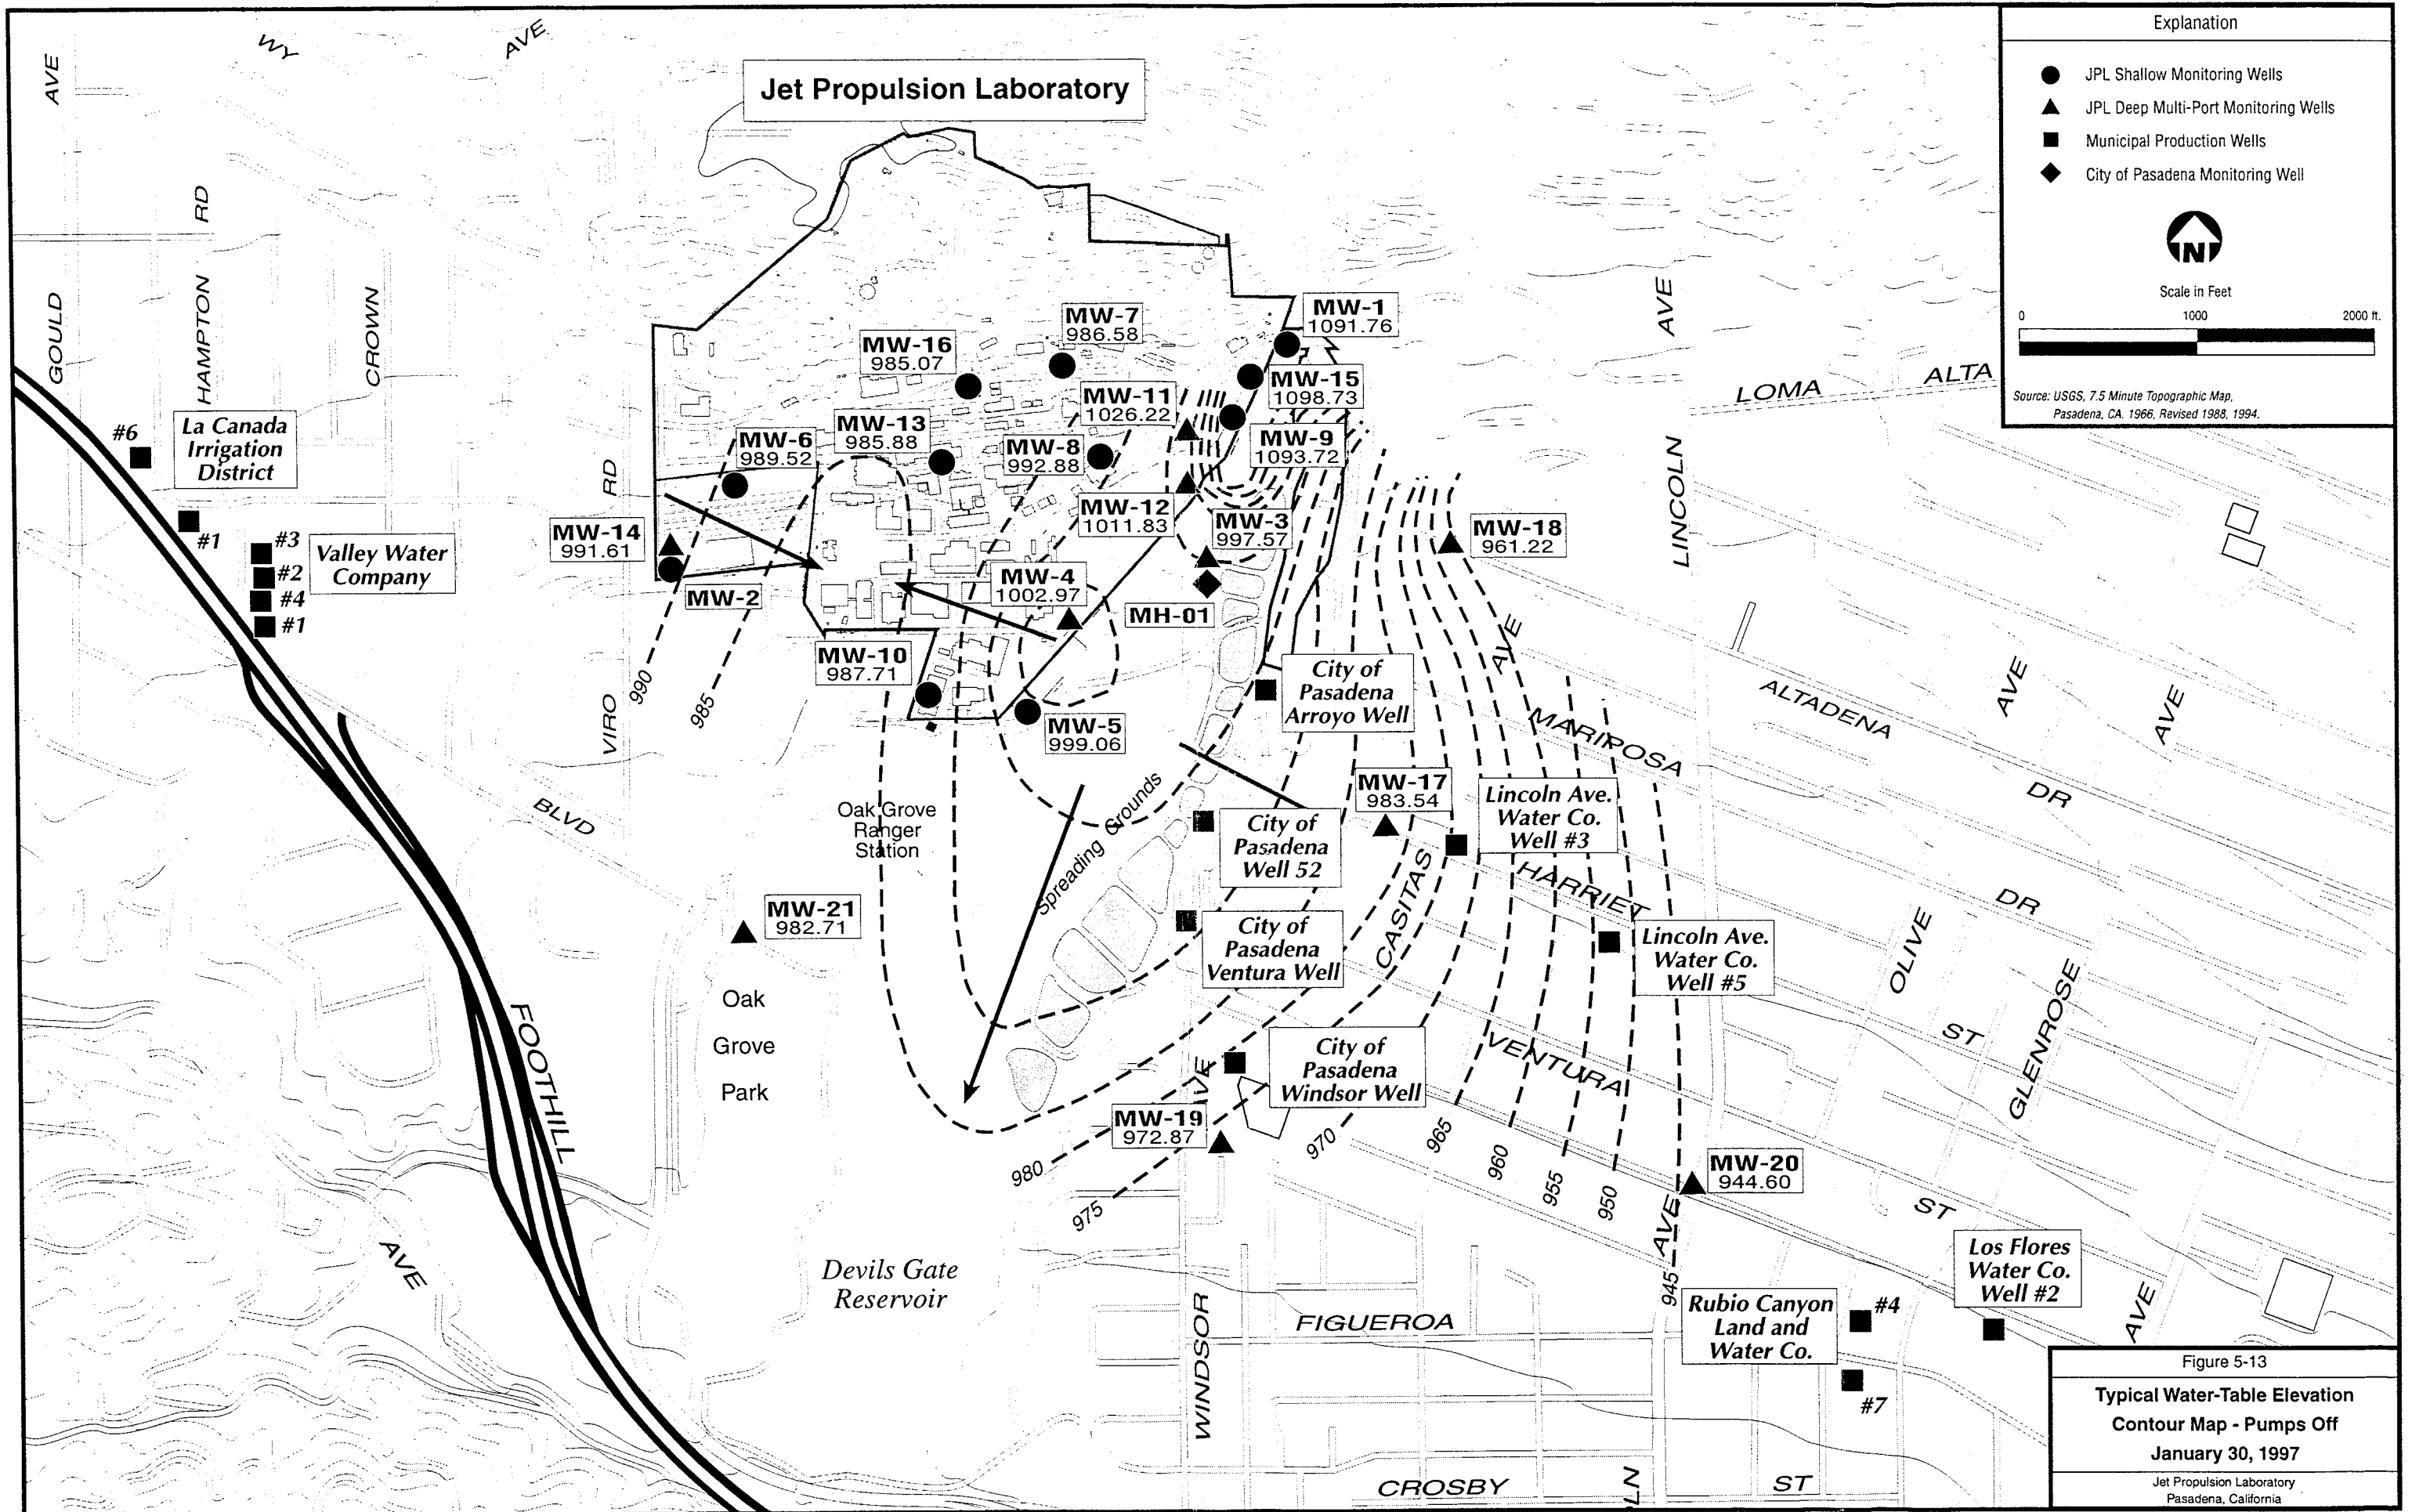 Explanation
JPL Shallow Monitoring Wells
JPL Deep Multi-Port Monitoring Wells
Municipal Production Wells
City of Pasadena Monitoring Well
N
Scale in Feet
0 1000 2000 ft.
Source: USGS, 7.5 Minute Topographic Map,
Pasadena, CA. 1966, Revised 1988, 1994.
AVE
WY
AVE
Jet Propulsion Laboratory
RD
GOULD
HAMPTON
CROWN
AVE
LINCOLN
LOMA
ALTA
MW-1
1091.76
MW-7
986.58
MW-16
985.07
MW-15
1098.73
MW-11
1026.22
MW-13
985.88
MW-6
989.52
MW-8
992.88
MW-9
1093.72
#6
La Canada
Irrigation
District
#1
#3
#2
#4
#1
Valley Water
Company
RD
VIRO
MW-14
991.61
MW-2
MW-12
1011.83
MW-3
997.57
MW-18
961.22
MW-4
1002.97
MH-01
MW-10
987.71
MW-5
999.06
990
985
City of
Pasadena
Arroyo Well
AVE
ALTADENA
DR
AVE
AVE
MARIPOSA
DR
BLVD
Oak Grove
Ranger
Station
Spreading Grounds
MW-17
983.54
Lincoln Ave.
Water Co.
Well #3
City of
Pasadena
Well 52
CASITAS
HARRIET
ST
MW-21
982.71
City of
Pasadena
Ventura Well
Lincoln Ave.
Water Co.
Well #5
OLIVE
GLENROSE
AVE
Oak
Grove
Park
FOOTHILL
City of
Pasadena
Windsor Well
AVE
VENTURA
ST
MW-19
972.87
980
975
970
965
960
955
950
945
MW-20
944.60
AVE
AVE
Devils Gate
Reservoir
WINDSOR
FIGUEROA
Rubio Canyon
Land and
Water Co.
#4
#7
Los Flores
Water Co.
Well #2
CROSBY
ST
LN
Figure 5-13
Typical Water-Table Elevation
Contour Map - Pumps Off
January 30, 1997
Jet Propulsion Laboratory
Pasadena, California